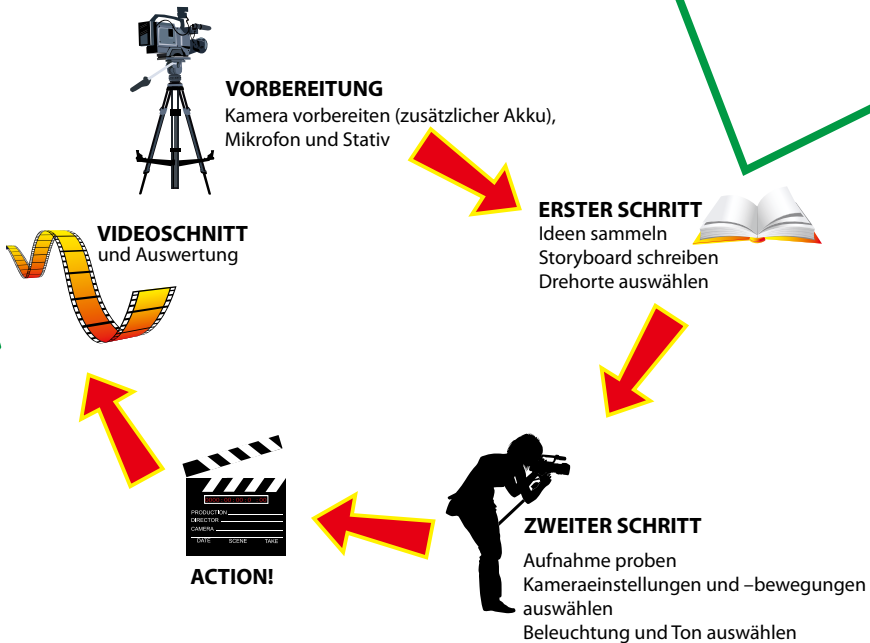 VORBEREITUNG
Kamera vorbereiten (zusätzlicher Akku),
Mikrofon und Stativ
ERSTER SCHRITT
Ideen sammeln
Storyboard schreiben
Drehorte auswählen
ZWEITER SCHRITT
Aufnahme proben
Kameraeinstellungen und –bewegungen
auswählen
Beleuchtung und Ton auswählen
PRODUCTION
DIRECTOR
CAMERA
DATE SCENE TAKE
ACTION!
VIDEOSCHNITT
und Auswertung